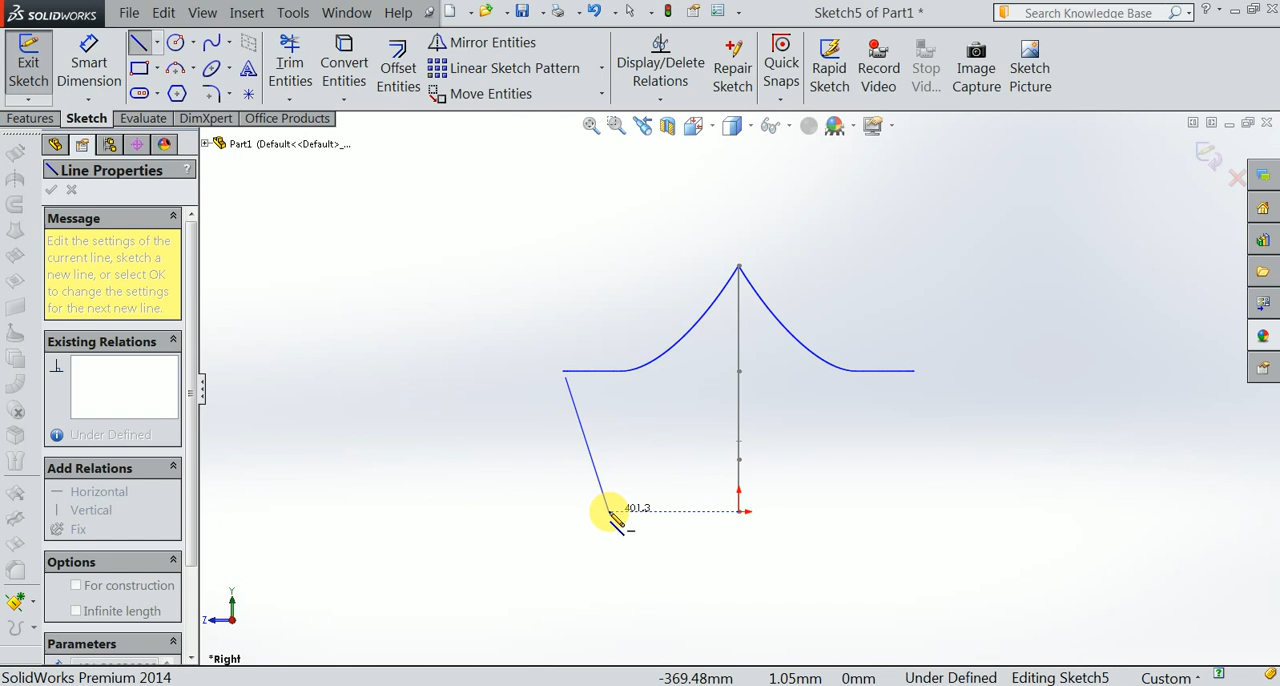 SOLIDWORKS File Edit View Insert Tools Window Help Sketch5 of Part1 * Search Knowledge Base
Exit Sketch Smart Dimension Trim Entities Convert Entities Offset Entities Mirror Entities Linear Sketch Pattern Move Entities Display/Delete Relations Repair Sketch Quick Snaps Rapid Sketch Record Video Stop Vid... Image Capture Sketch Picture
Features Sketch Evaluate DimXpert Office Products
Part1 (Default<<Default>_...
Line Properties ?
Message
Edit the settings of the
current line, sketch a
new line, or select OK
to change the settings
for the next new line.
Existing Relations
Under Defined
Add Relations
Horizontal
Vertical
Fix
Options
For construction
Infinite length
Parameters
401.3
Y
Z
*Right
SolidWorks Premium 2014 -369.48mm 1.05mm 0mm Under Defined Editing Sketch5 Custom